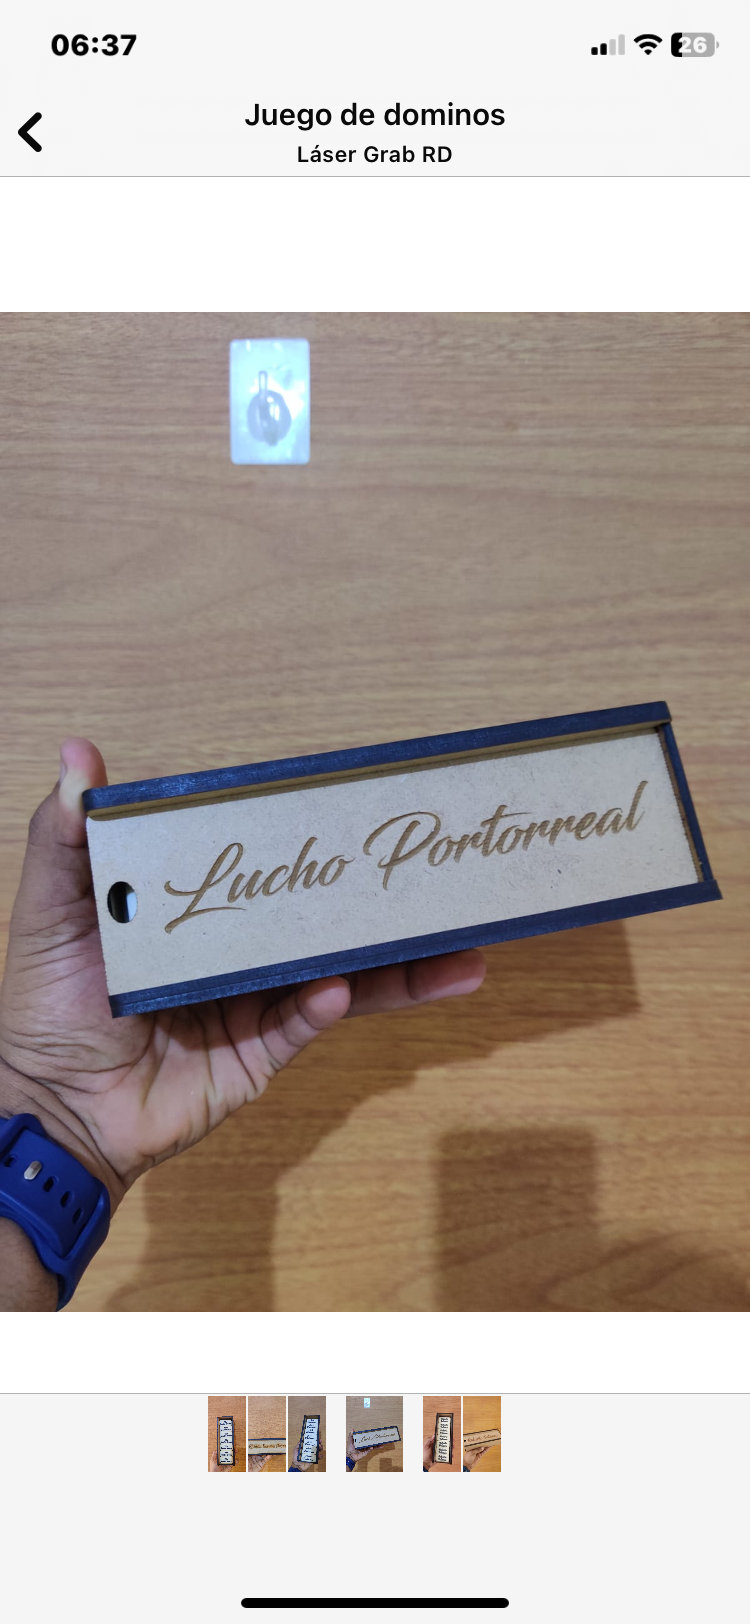 06:37
26
Juego de dominos
Láser Grab RD
Lucho Portorreal